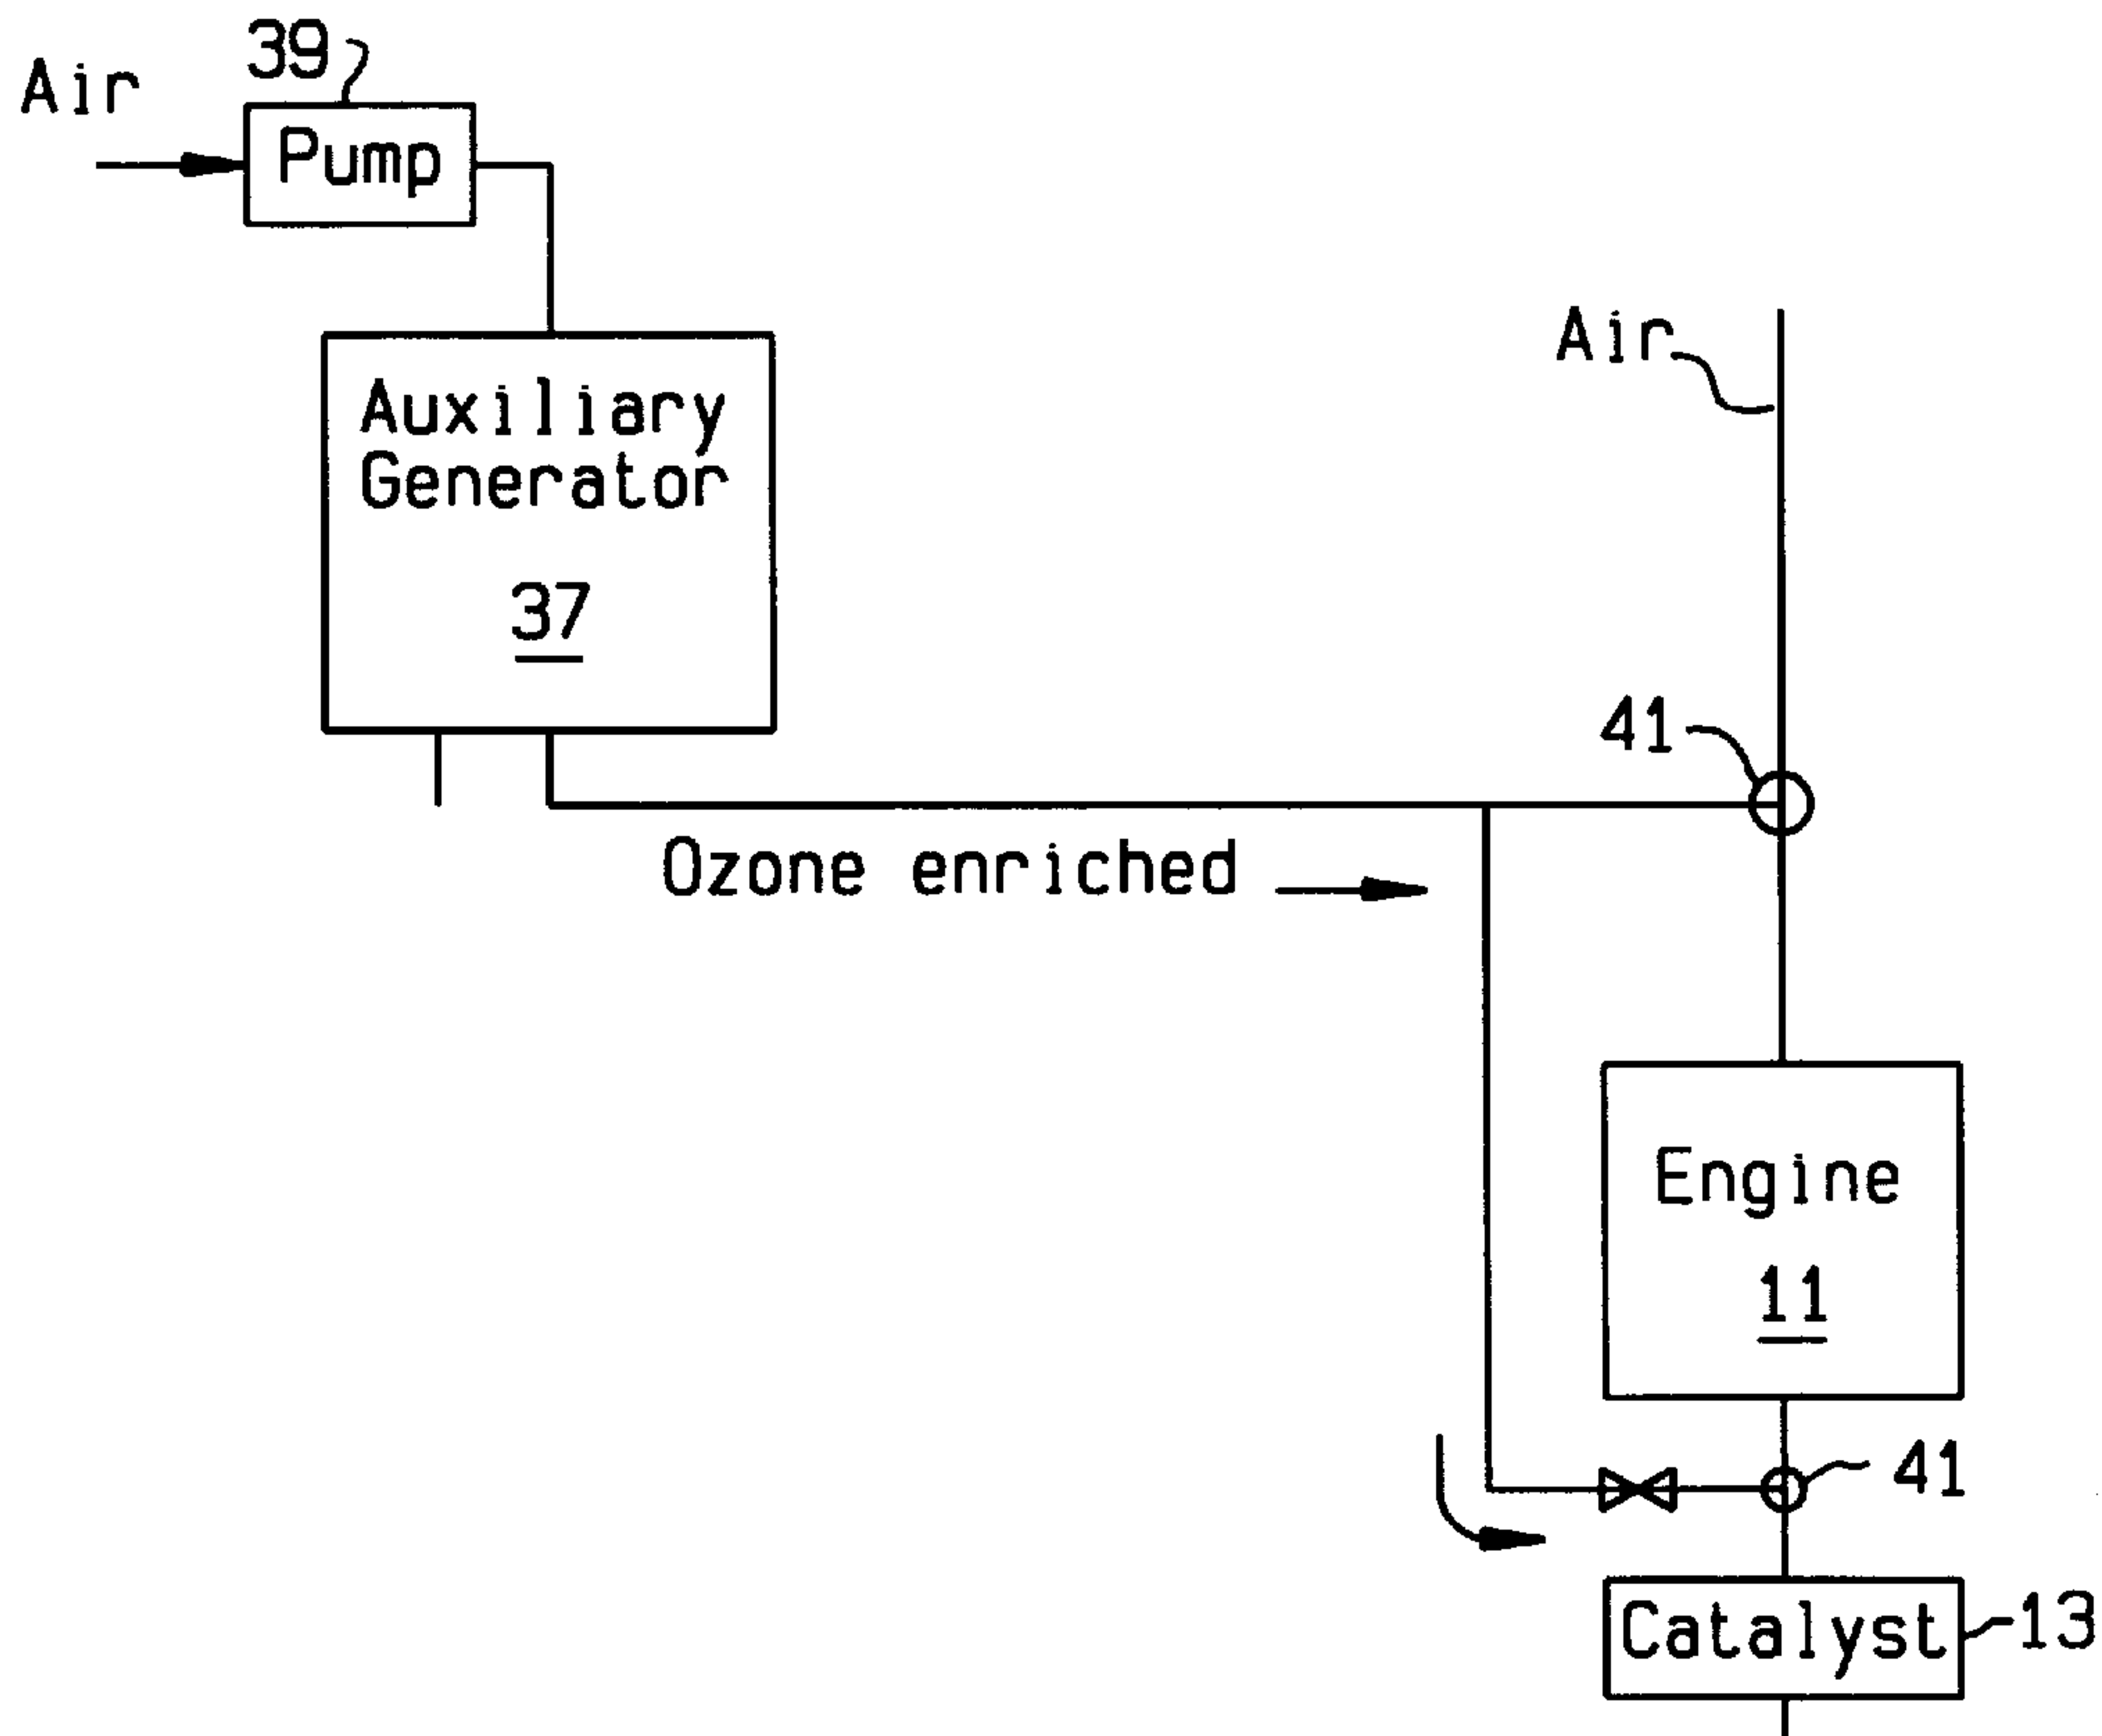 39
Air
Pump
Auxiliary
Generator
37
Air
41
Ozone enriched
Engine
11
41
Catalyst
13